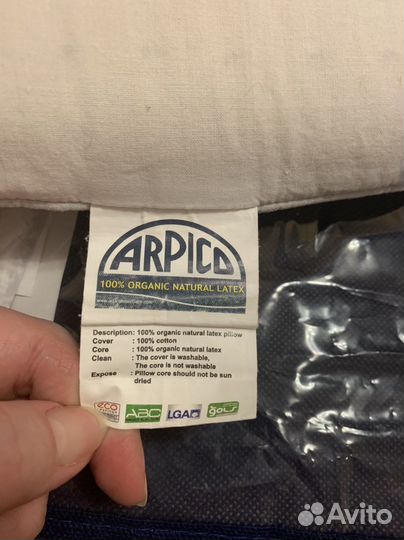 ARPICO
100% ORGANIC NATURAL LATEX
Description: 100% organic natural latex pillow
Cover : 100% cotton
Core : 100% organic natural latex
Clean : The cover is washable,
The core is not washable
Expose : Pillow core should not be sun
dried
eco
ABC
LGA
gols
Avito